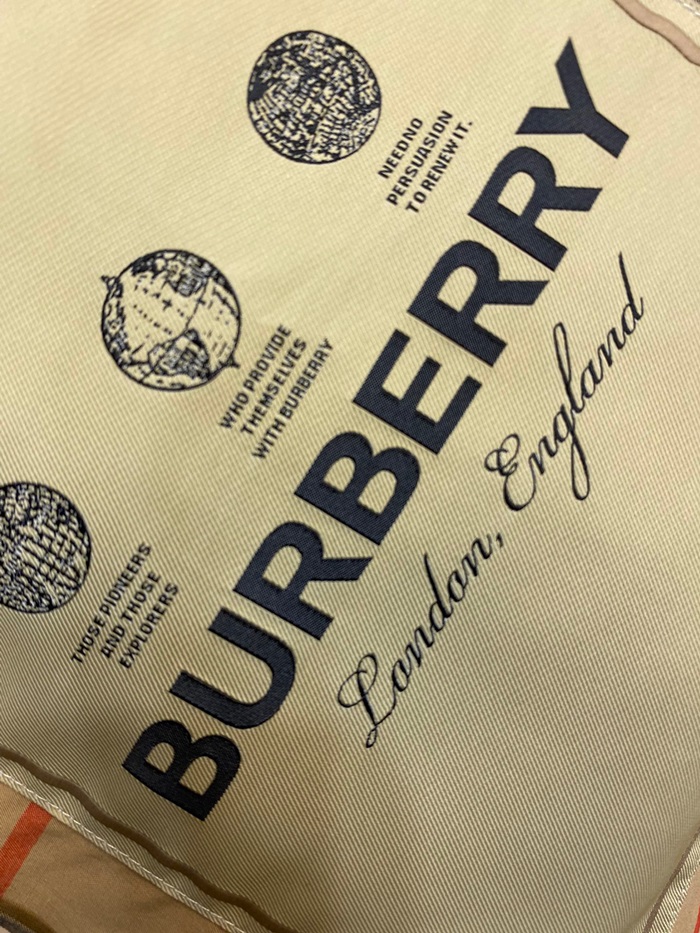 THOSE PIONEERS
AND THOSE
EXPLORERS
WHO PROVIDE
THEMSELVES
WITH BURBERRY
NEEDNO
PERSUASION
TO RENEW IT.
BURBERRY
London, England